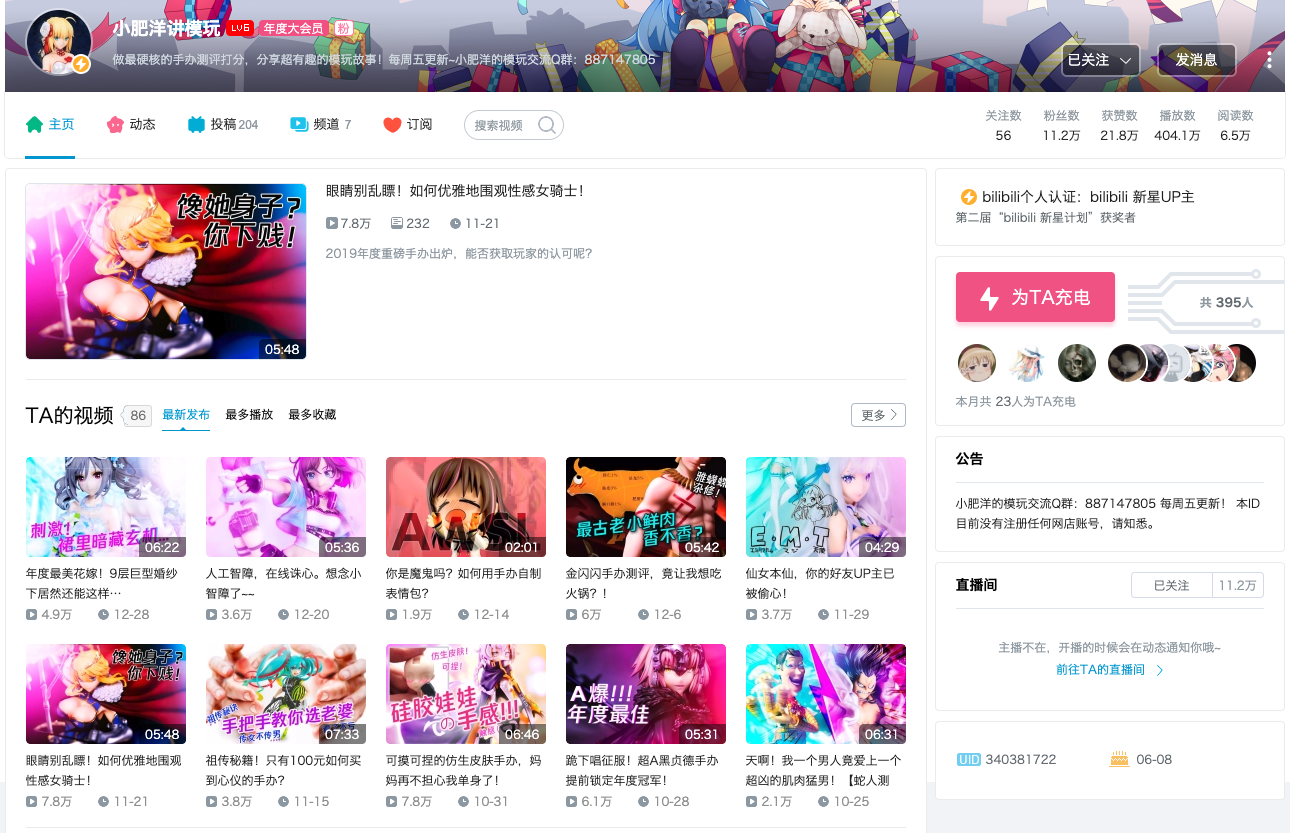 小肥洋讲模玩 LV6 年度大会员 粉
做最硬核的手办测评打分，分享超有趣的模玩故事！每周五更新~小肥洋的模玩交流Q群：887147805
已关注 发消息
主页 动态 投稿 204 频道 7 订阅 搜索视频
关注数 粉丝数 获赞数 播放数 阅读数
56 11.2万 21.8万 404.1万 6.5万
馋她身子?
你下贱!
05:48
眼睛别乱瞟！如何优雅地围观性感女骑士！
7.8万 232 11-21
2019年度重磅手办出炉，能否获取玩家的认可呢？
TA的视频 86 最新发布 最多播放 最多收藏 更多
刺激!
裙里暗藏玄机
06:22
05:36
AWSL
02:01
雅蠛蝶
杂修!
最古老小鲜肉
香不香?
05:42
E·M·T
04:29
年度最美花嫁！9层巨型婚纱
下居然还能这样…
4.9万 12-28
人工智障，在线诛心。想念小
智障了~~
3.6万 12-20
你是魔鬼吗？如何用手办自制
表情包？
1.9万 12-14
金闪闪手办测评，竟让我想吃
火锅？！
6万 12-6
仙女本仙，你的好友UP主已
被偷心！
3.7万 11-29
馋她身子?
你下贱!
05:48
祖传秘诀
手把手教你选老婆
传女不传男
07:33
仿生皮肤!
可捏!
硅胶娃娃
の手感!!!
06:46
A爆!!!
年度最佳
05:31
06:31
眼睛别乱瞟！如何优雅地围观
性感女骑士！
7.8万 11-21
祖传秘籍！只有100元如何买
到心仪的手办？
3.8万 11-15
可摸可捏的仿生皮肤手办，妈
妈再不担心我单身了！
7.8万 10-31
跪下唱征服！超A黑贞德手办
提前锁定年度冠军！
6.1万 10-28
天啊！我一个男人竟爱上一个
超凶的肌肉猛男！【蛇人测
2.1万 10-25
bilibili个人认证：bilibili 新星UP主
第二届“bilibili 新星计划”获奖者
为TA充电
共 395人
本月共 23人为TA充电
公告
小肥洋的模玩交流Q群：887147805 每周五更新！ 本ID
目前没有注册任何网店账号，请知悉。
直播间 已关注 11.2万
主播不在，开播的时候会在动态通知你哦~
前往TA的直播间
UID 340381722 06-08